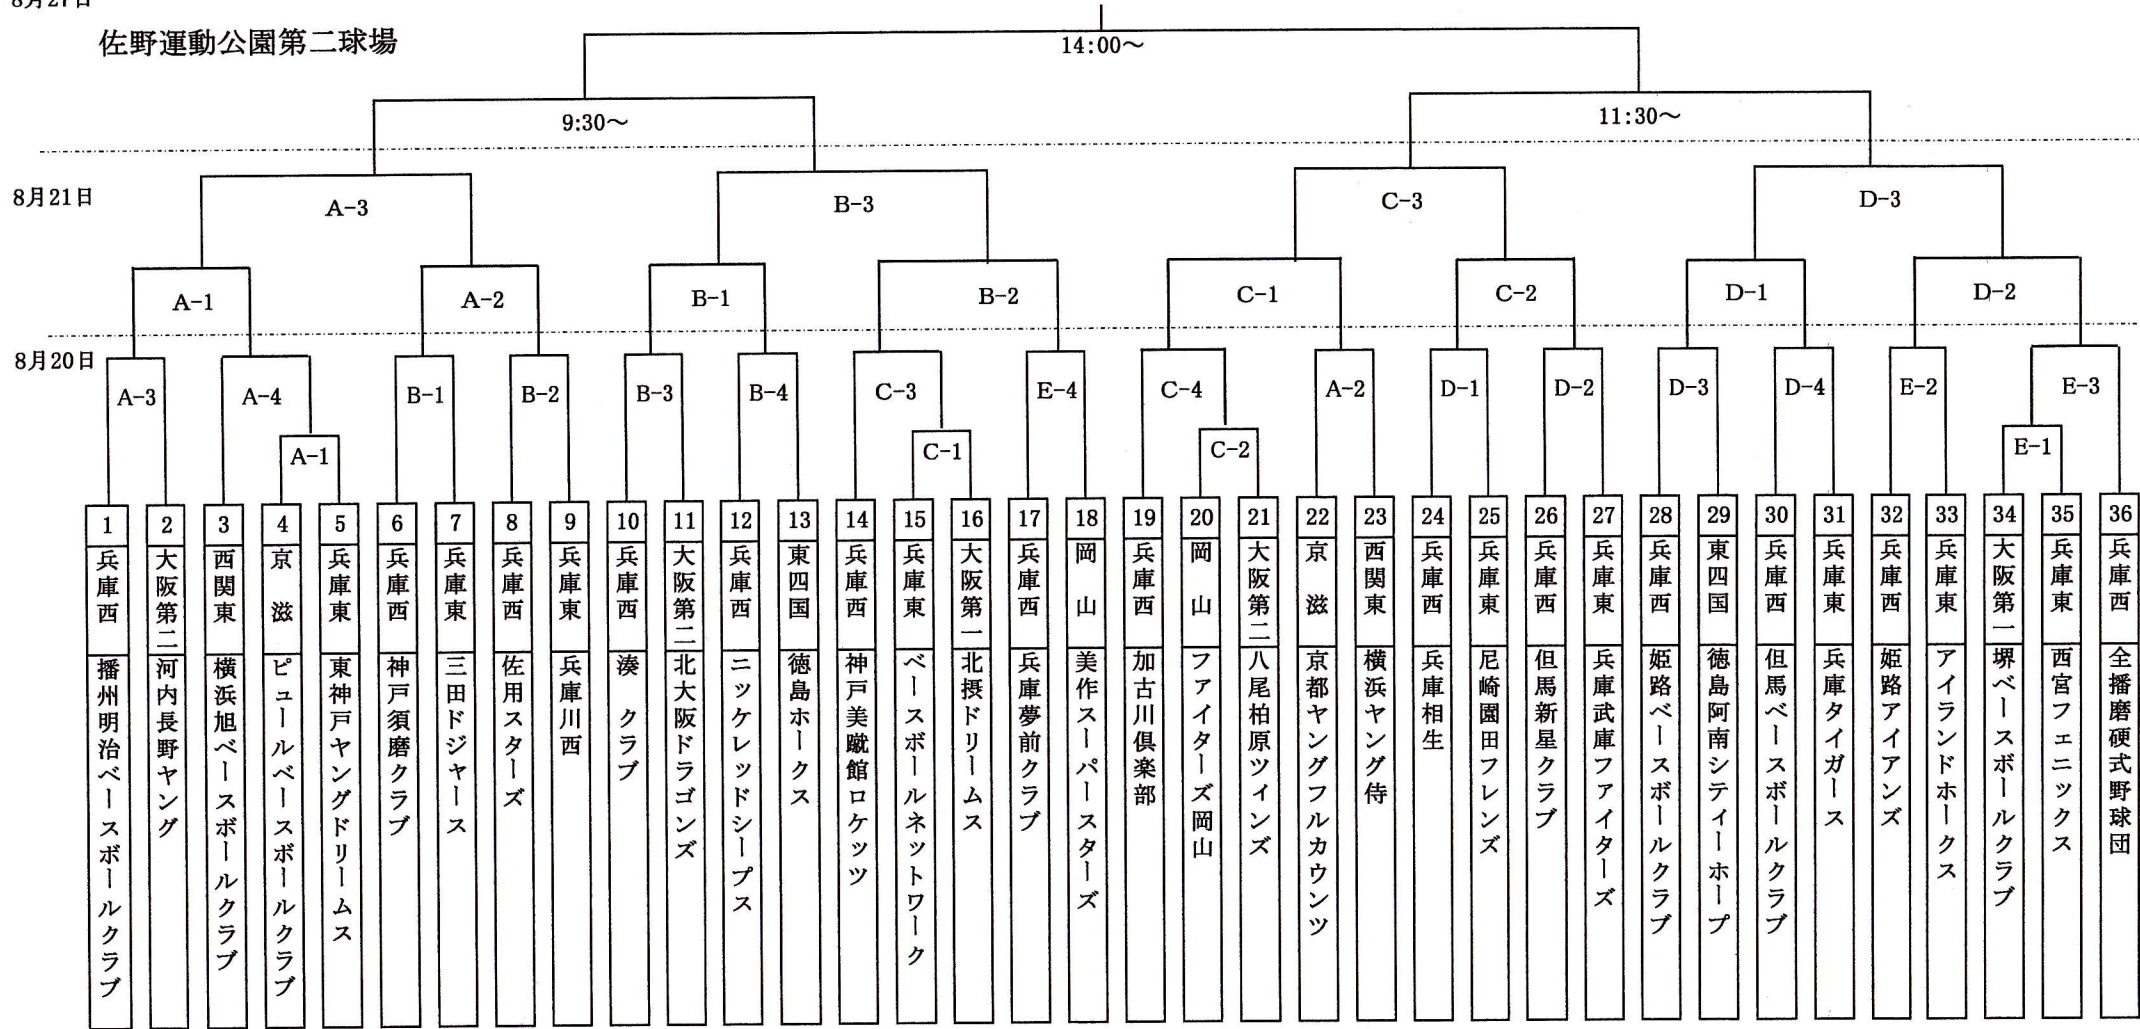 8月27日
佐野運動公園第二球場
14:00～
9:30～
11:30～
8月21日
A-3
B-3
C-3
D-3
A-1
A-2
B-1
B-2
C-1
C-2
D-1
D-2
8月20日
A-3
A-4
B-1
B-2
B-3
B-4
C-3
E-4
C-4
A-2
D-1
D-2
D-3
D-4
E-2
E-3
A-1
C-1
C-2
E-1
1 兵庫西 播州明治ベースボールクラブ
2 大阪第二 河内長野ヤング
3 西関東 横浜旭ベースボールクラブ
4 京滋 ピュールベースボールクラブ
5 兵庫東 東神戸ヤングドリームス
6 兵庫西 神戸須磨クラブ
7 兵庫東 三田ドジャース
8 兵庫西 佐用スターズ
9 兵庫東 兵庫川西
10 兵庫西 湊 クラブ
11 大阪第二 北大阪ドラゴンズ
12 兵庫西 ニッケレッドシープス
13 東四国 徳島ホークス
14 兵庫西 神戸美蹴館ロケッツ
15 兵庫東 ベースボールネットワーク
16 大阪第一 北摂ドリームス
17 兵庫西 兵庫夢前クラブ
18 岡山 美作スーパースターズ
19 兵庫西 加古川倶楽部
20 岡山 ファイターズ岡山
21 大阪第二 八尾柏原ツインズ
22 京滋 京都ヤングフルカウンツ
23 西関東 横浜ヤング侍
24 兵庫西 兵庫相生
25 兵庫東 尼崎園田フレンズ
26 兵庫西 但馬新星クラブ
27 兵庫東 兵庫武庫ファイターズ
28 兵庫西 姫路ベースボールクラブ
29 東四国 徳島阿南シティーホープ
30 兵庫西 但馬ベースボールクラブ
31 兵庫東 兵庫タイガース
32 兵庫西 姫路アイアンズ
33 兵庫東 アイランドホークス
34 大阪第一 堺ベースボールクラブ
35 兵庫東 西宮フェニックス
36 兵庫西 全播磨硬式野球団